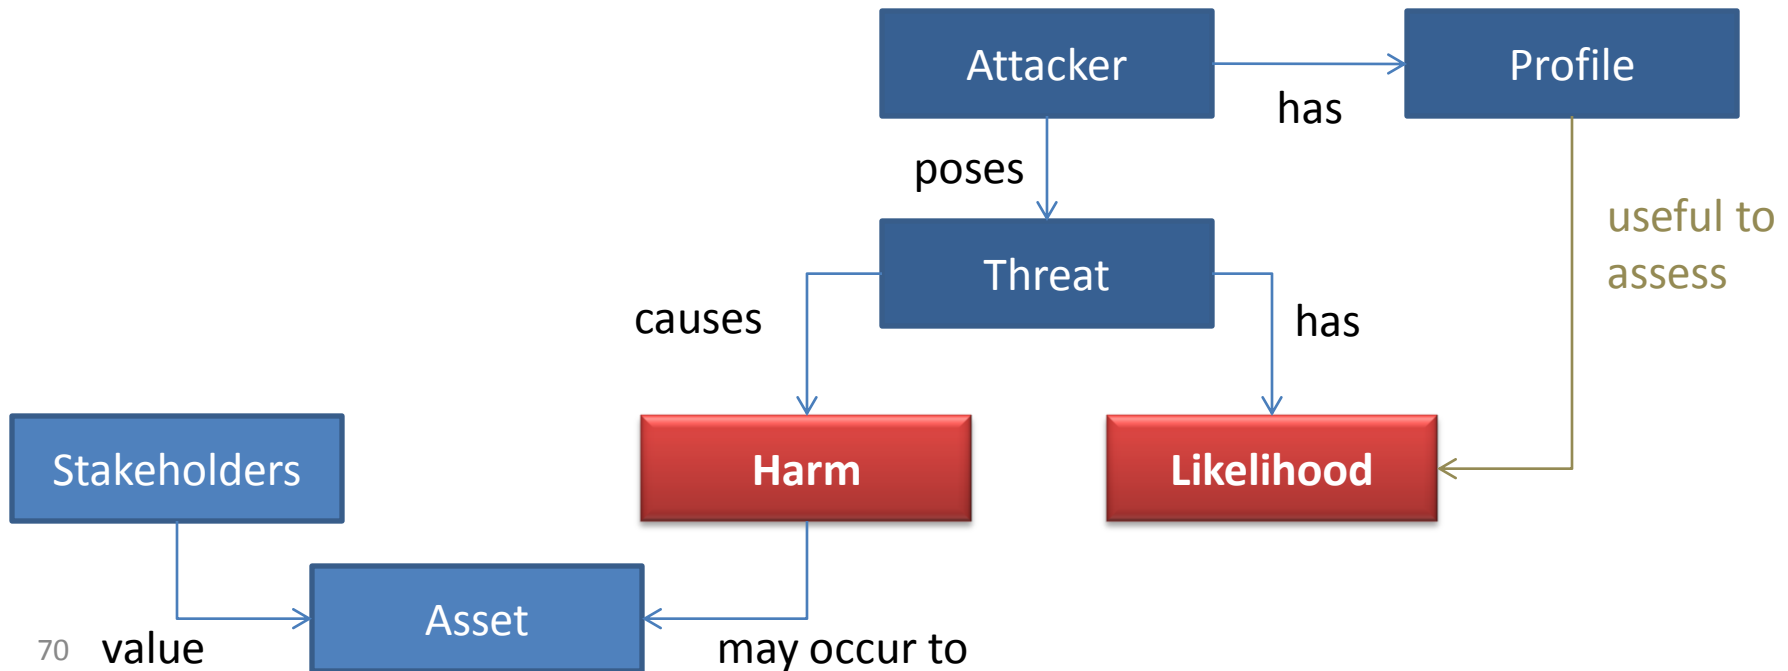 Attacker
Profile
has
poses
useful to
assess
Threat
causes
has
Stakeholders
Harm
Likelihood
Asset
70
value
may occur to